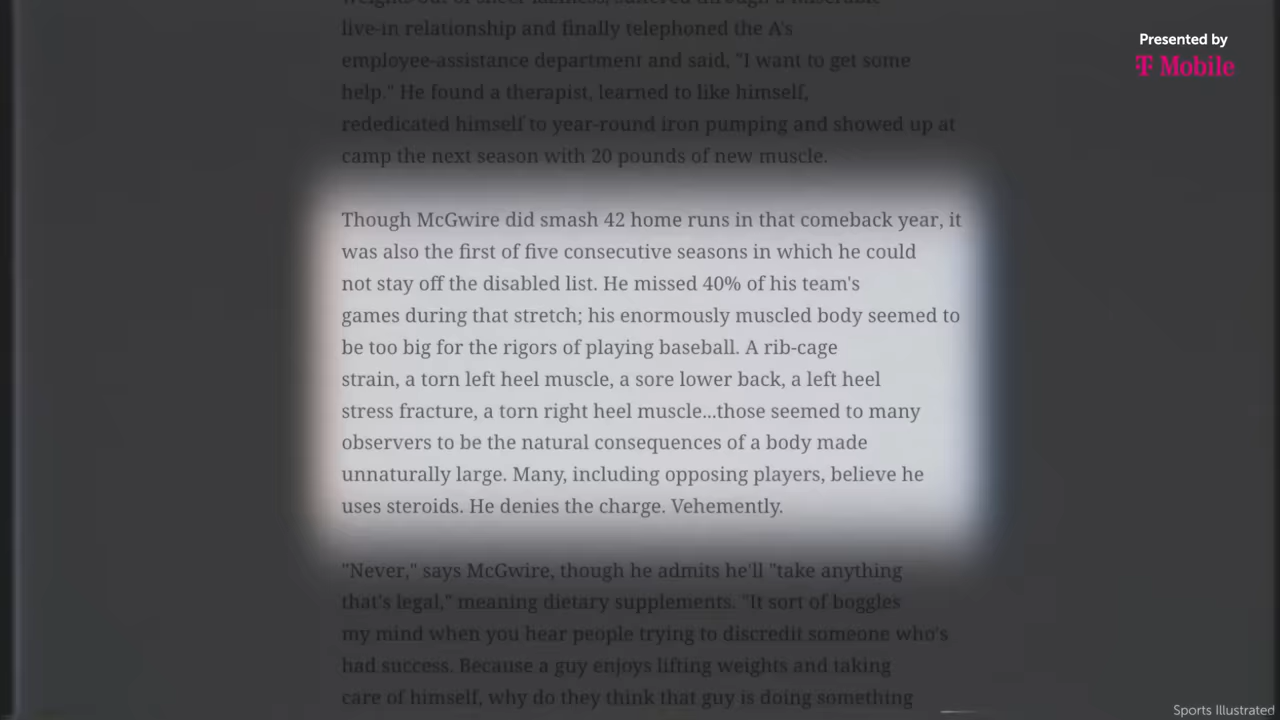 weights out of sheer laziness, suffered through a miserable
live-in relationship and finally telephoned the A's
employee-assistance department and said, "I want to get some
help." He found a therapist, learned to like himself,
rededicated himself to year-round iron pumping and showed up at
camp the next season with 20 pounds of new muscle.
Though McGwire did smash 42 home runs in that comeback year, it
was also the first of five consecutive seasons in which he could
not stay off the disabled list. He missed 40% of his team's
games during that stretch; his enormously muscled body seemed to
be too big for the rigors of playing baseball. A rib-cage
strain, a torn left heel muscle, a sore lower back, a left heel
stress fracture, a torn right heel muscle...those seemed to many
observers to be the natural consequences of a body made
unnaturally large. Many, including opposing players, believe he
uses steroids. He denies the charge. Vehemently.
"Never," says McGwire, though he admits he'll "take anything
that's legal," meaning dietary supplements. "It sort of boggles
my mind when you hear people trying to discredit someone who's
had success. Because a guy enjoys lifting weights and taking
care of himself, why do they think that guy is doing something
Presented by
T Mobile
Sports Illustrated